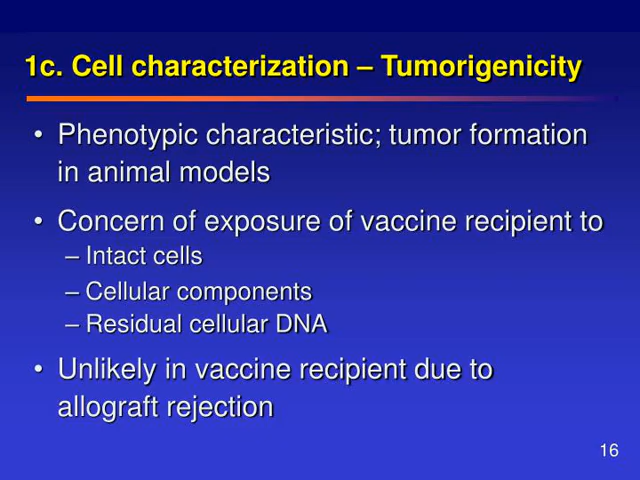 1c. Cell characterization – Tumorigenicity
• Phenotypic characteristic; tumor formation
in animal models
• Concern of exposure of vaccine recipient to
– Intact cells
– Cellular components
– Residual cellular DNA
• Unlikely in vaccine recipient due to
allograft rejection
16